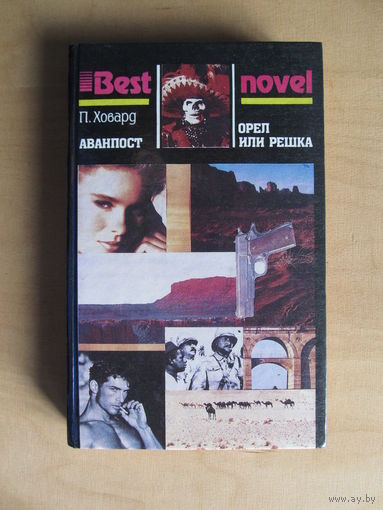 Best novel
П. Ховард
АВАНПОСТ
ОРЕЛ
ИЛИ РЕШКА
www.ay.by